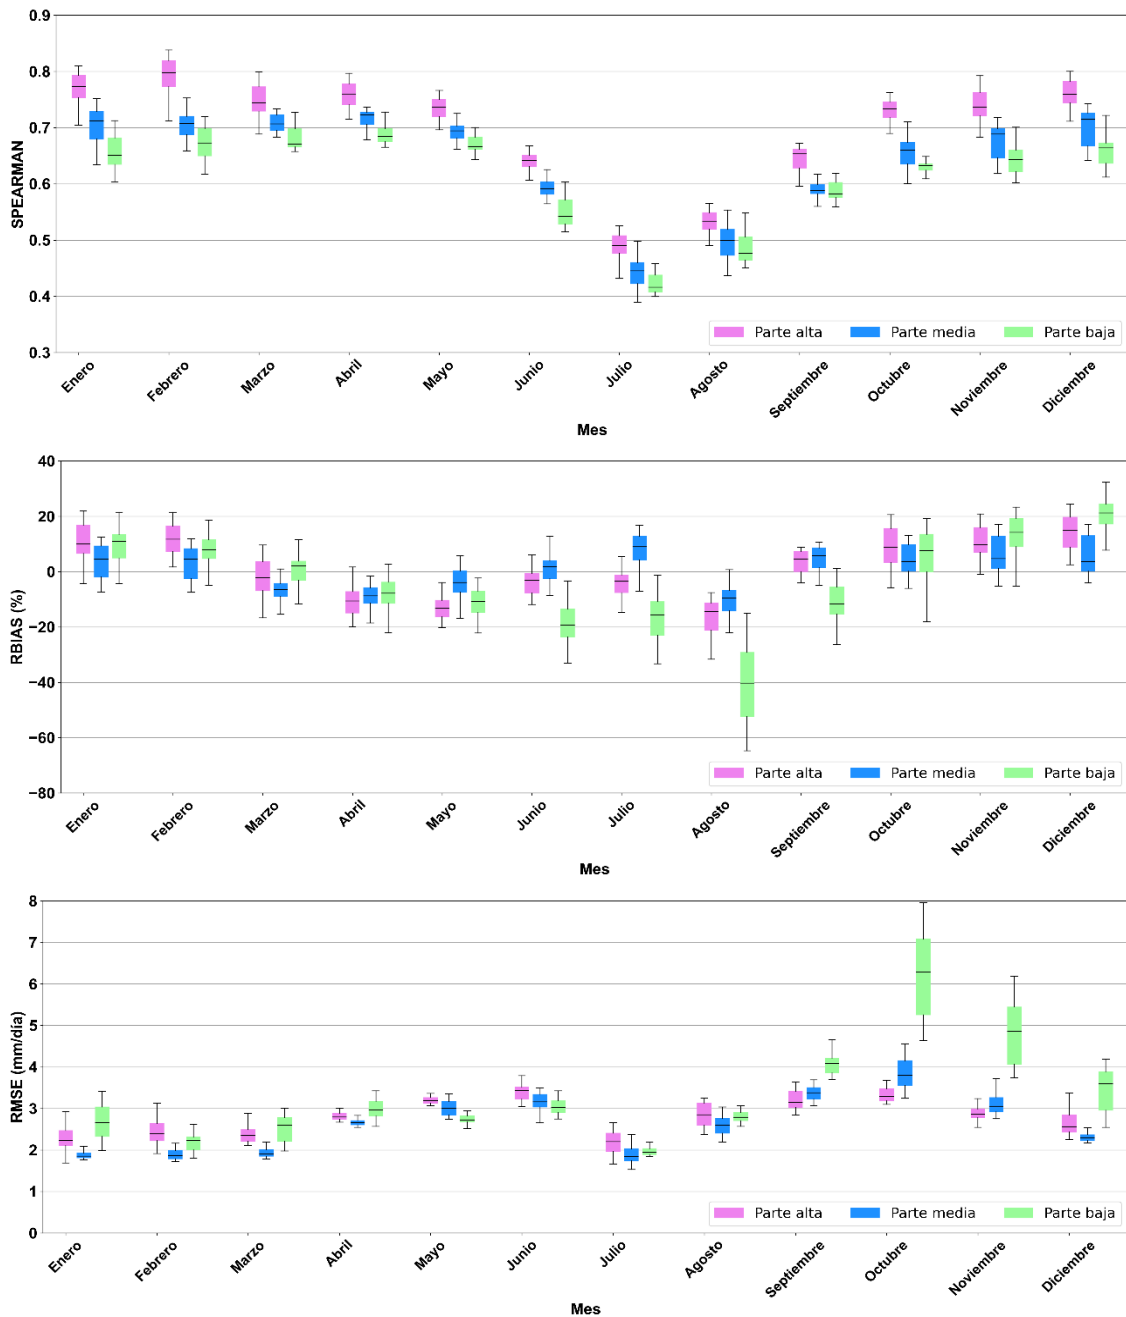 0.9
0.8
0.7
0.6
0.5
0.4
0.3
SPEARMAN
Parte alta Parte media Parte baja
Enero Febrero Marzo Abril Mayo Junio Julio Agosto Septiembre Octubre Noviembre Diciembre
Mes
40
20
0
−20
−40
−60
−80
RBIAS (%)
Parte alta Parte media Parte baja
Enero Febrero Marzo Abril Mayo Junio Julio Agosto Septiembre Octubre Noviembre Diciembre
Mes
8
7
6
5
4
3
2
1
0
RMSE (mm/día)
Parte alta Parte media Parte baja
Enero Febrero Marzo Abril Mayo Junio Julio Agosto Septiembre Octubre Noviembre Diciembre
Mes